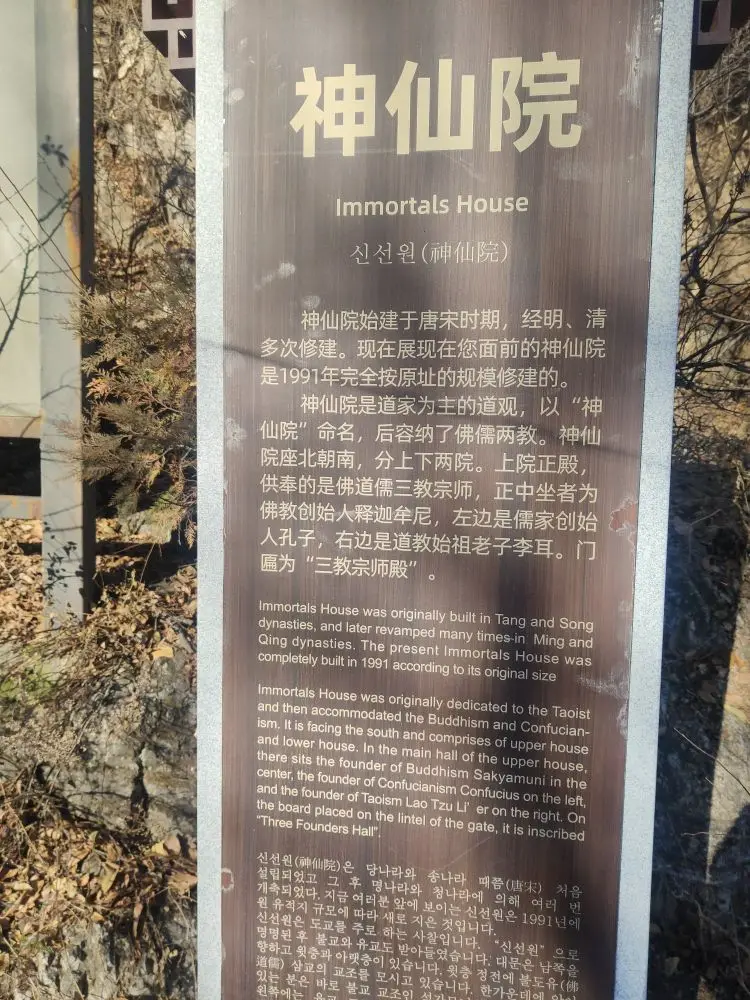 神仙院
Immortals House
신선원(神仙院)
神仙院始建于唐宋时期，经明、清
多次修建。现在展现在您面前的神仙院
是1991年完全按原址的规模修建的。
神仙院是道家为主的道观，以“神
仙院”命名，后容纳了佛儒两教。神仙
院座北朝南，分上下两院。上院正殿，
供奉的是佛道儒三教宗师，正中坐者为
佛教创始人释迦牟尼，左边是儒家创始
人孔子，右边是道教始祖老子李耳。门
匾为“三教宗师殿”。
Immortals House was originally built in Tang and Song
dynasties, and later revamped many times in Ming and
Qing dynasties. The present Immortals House was
completely built in 1991 according to its original size
Immortals House was originally dedicated to the Taoist
and then accommodated the Buddhism and Confucian-
ism. It is facing the south and comprises of upper house
and lower house. In the main hall of the upper house,
there sits the founder of Buddhism Sakyamuni in the
center, the founder of Confucianism Confucius on the left,
and the founder of Taoism Lao Tzu Li’ er on the right. On
the board placed on the lintel of the gate, it is inscribed
“Three Founders Hall”.
신선원(神仙院)은 당나라와 송나라 때쯤(唐宋) 처음
설립되었고 그 후 명나라와 청나라에 의해 여러 번
개축되었다. 지금 여러분 앞에 보이는 신선원은 1991년에
원 유적지 규모에 따라 새로 지은 것입니다.
신선원은 도교를 주로 하는 사찰입니다. “신선원”으로
명명된 후 불교와 유교도 받아들였습니다. 대문은 남쪽을
향하고 윗층과 아랫층이 있습니다. 윗층 정전에 불도유(佛
道儒) 삼교의 교조를 모시고 있습니다. 한가운데에
있는 분은 바로 불교 교조인
왼쪽에는 유교